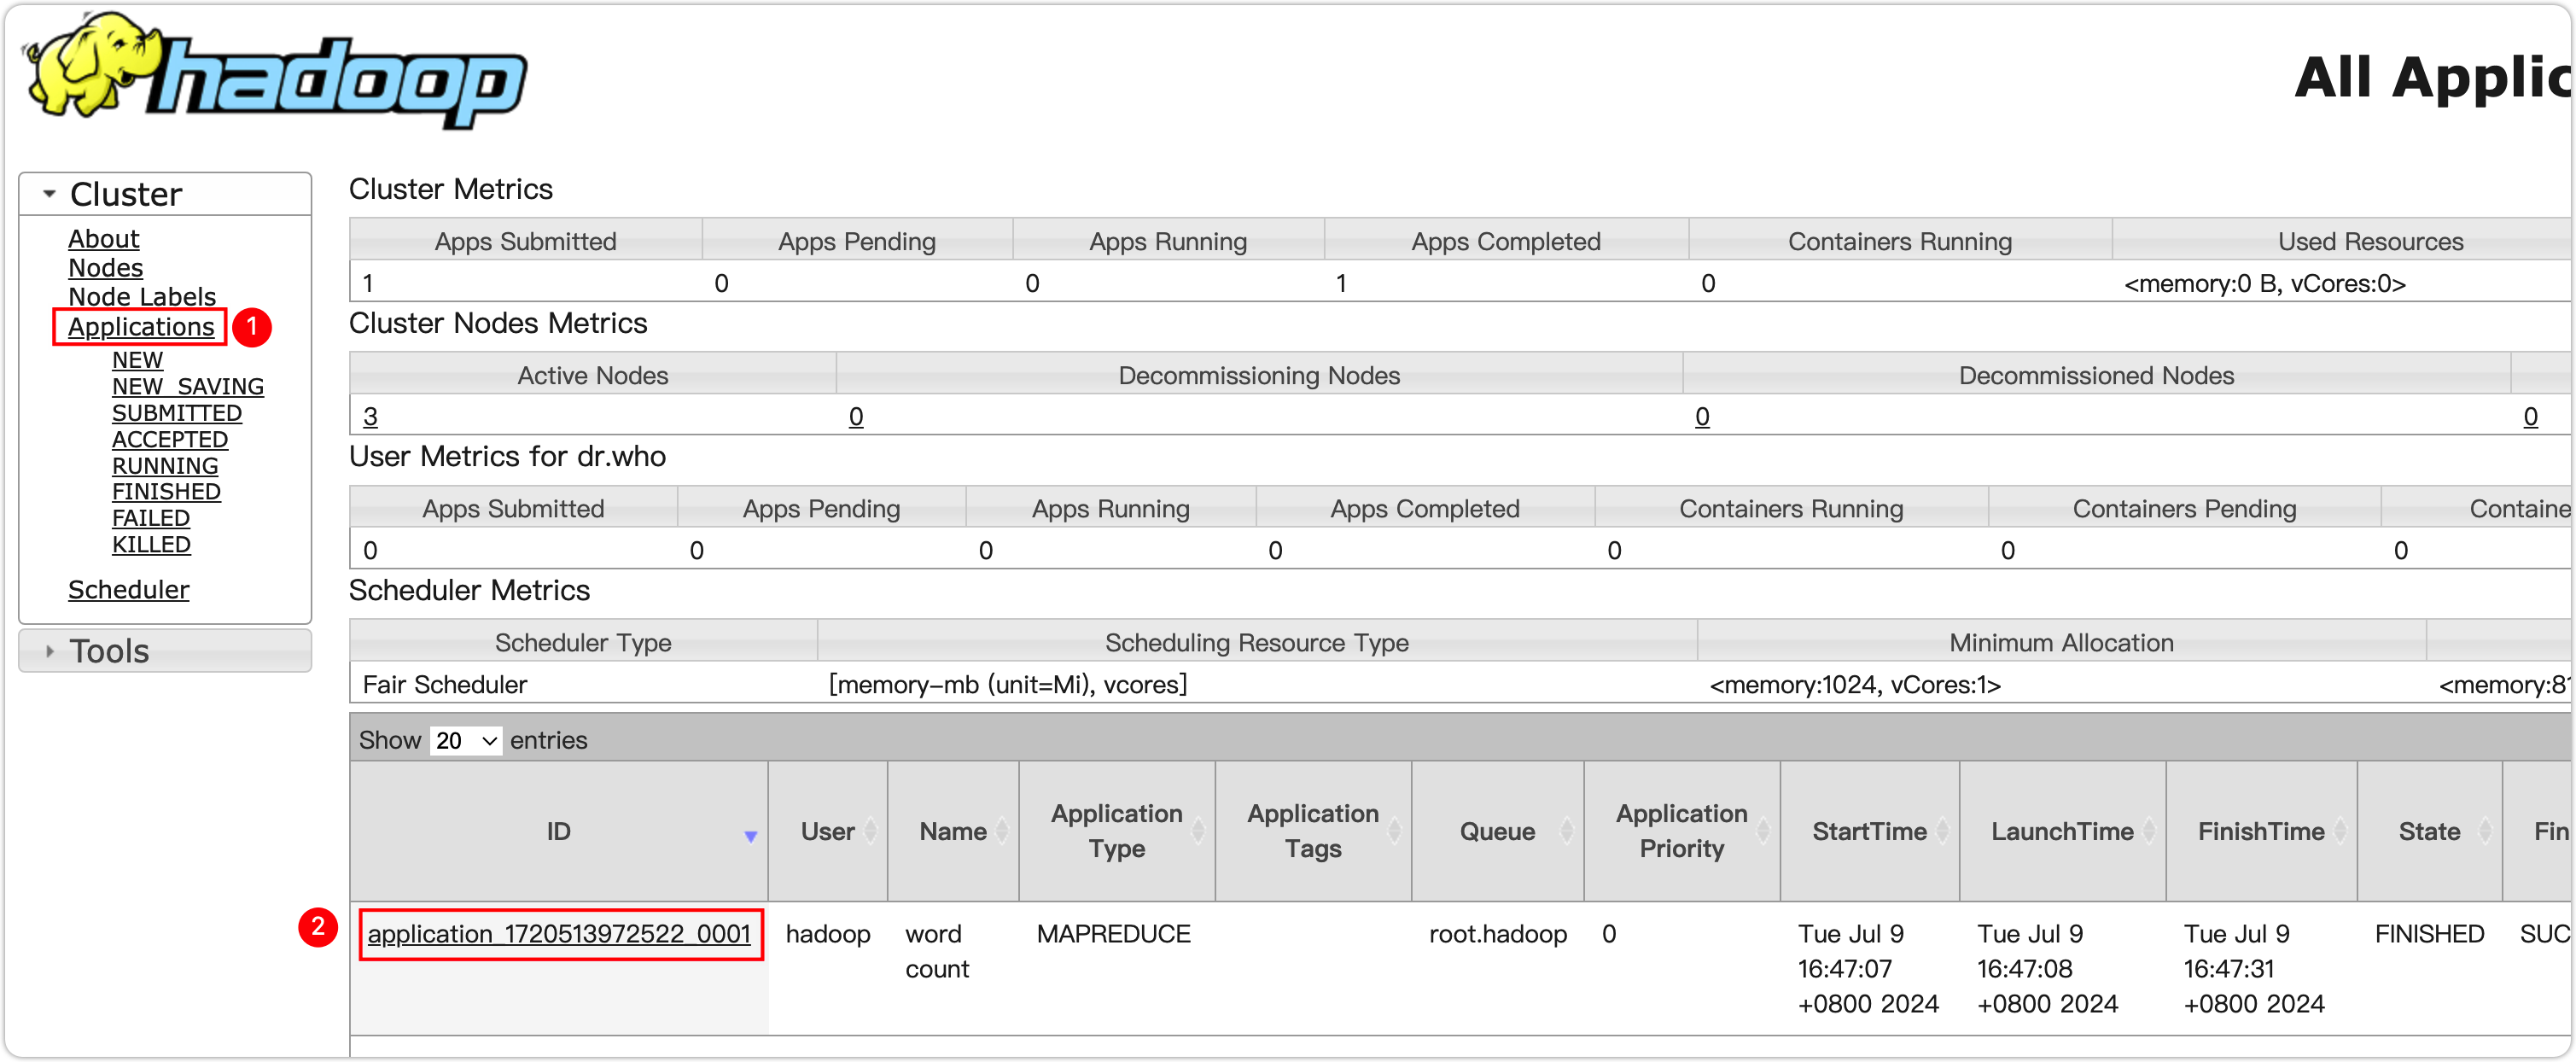 hadoop
All Applic
Cluster
About
Nodes
Node Labels
Applications 1
NEW
NEW_SAVING
SUBMITTED
ACCEPTED
RUNNING
FINISHED
FAILED
KILLED
Scheduler
Tools
Cluster Metrics
Apps Submitted Apps Pending Apps Running Apps Completed Containers Running Used Resources
1 0 0 1 0 <memory:0 B, vCores:0>
Cluster Nodes Metrics
Active Nodes Decommissioning Nodes Decommissioned Nodes
3 0 0 0
User Metrics for dr.who
Apps Submitted Apps Pending Apps Running Apps Completed Containers Running Containers Pending Containe
0 0 0 0 0 0 0
Scheduler Metrics
Scheduler Type Scheduling Resource Type Minimum Allocation
Fair Scheduler [memory-mb (unit=Mi), vcores] <memory:1024, vCores:1> <memory:81
Show 20 entries
ID User Name Application Type Application Tags Queue Application Priority StartTime LaunchTime FinishTime State Fin
2 application_1720513972522_0001 hadoop word count MAPREDUCE root.hadoop 0 Tue Jul 9 16:47:07 +0800 2024 Tue Jul 9 16:47:08 +0800 2024 Tue Jul 9 16:47:31 +0800 2024 FINISHED SUC